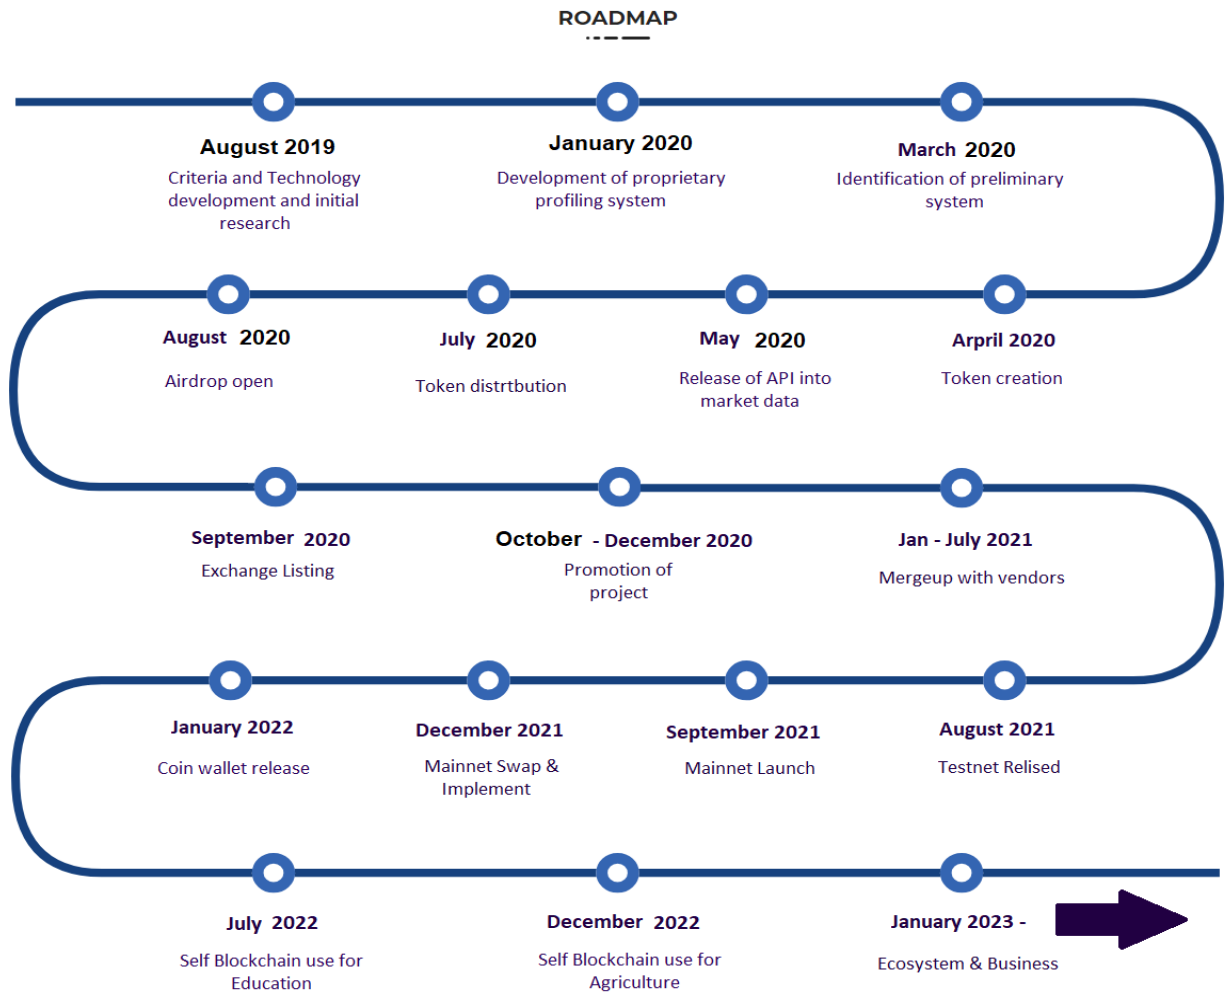 ROADMAP
August 2019
Criteria and Technology
development and initial
research
January 2020
Development of proprietary
profiling system
March 2020
Identification of preliminary
system
Arpril 2020
Token creation
May 2020
Release of API into
market data
July 2020
Token distrtbution
August 2020
Airdrop open
September 2020
Exchange Listing
October - December 2020
Promotion of
project
Jan - July 2021
Mergeup with vendors
August 2021
Testnet Relised
September 2021
Mainnet Launch
December 2021
Mainnet Swap &
Implement
January 2022
Coin wallet release
July 2022
Self Blockchain use for
Education
December 2022
Self Blockchain use for
Agriculture
January 2023 -
Ecosystem & Business